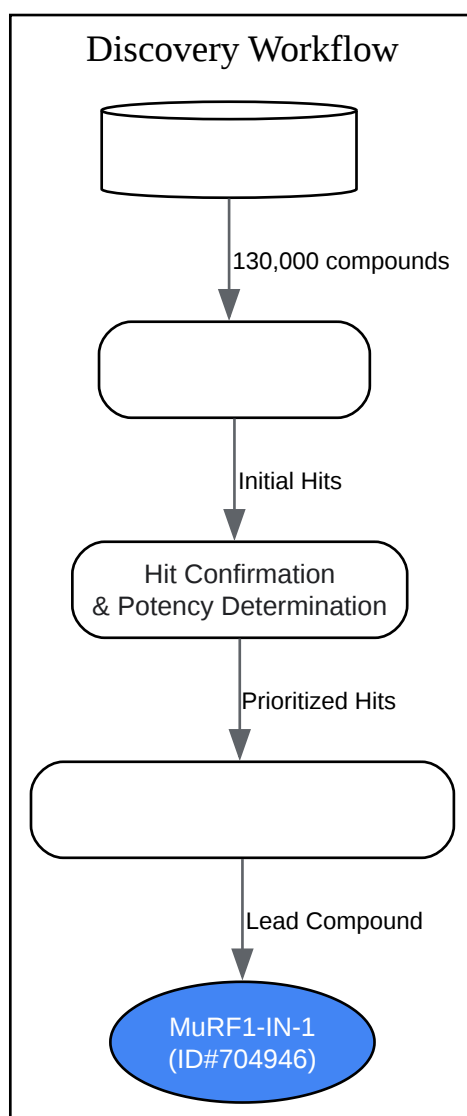 Discovery Workflow
130,000 compounds
Initial Hits
Hit Confirmation
& Potency Determination
Prioritized Hits
Lead Compound
MuRF1-IN-1
(ID#704946)